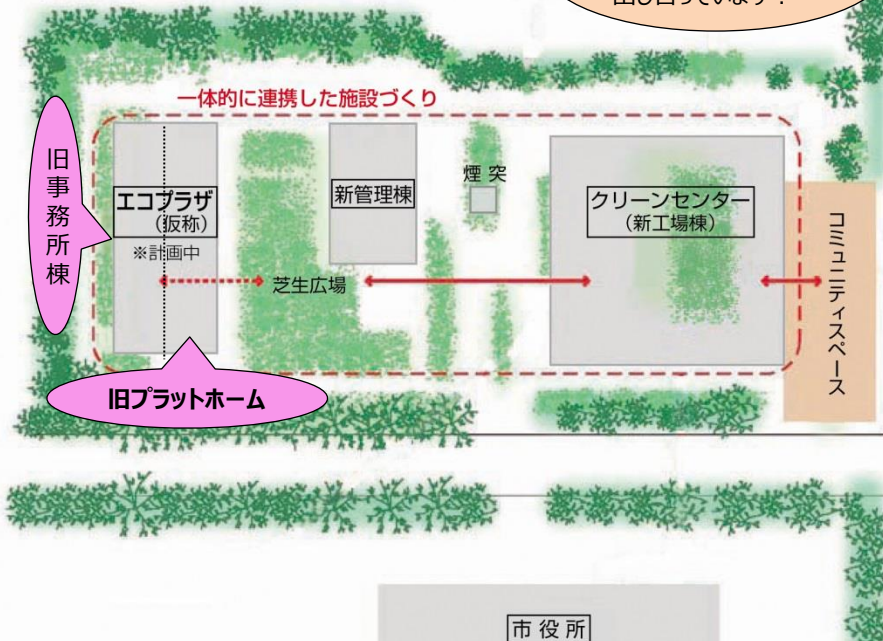 出し合っています！
一体的に連携した施設づくり
旧事務所棟
エコプラザ
（仮称）
※計画中
新管理棟
煙突
クリーンセンター
（新工場棟）
コミュニティスペース
芝生広場
旧プラットホーム
市役所